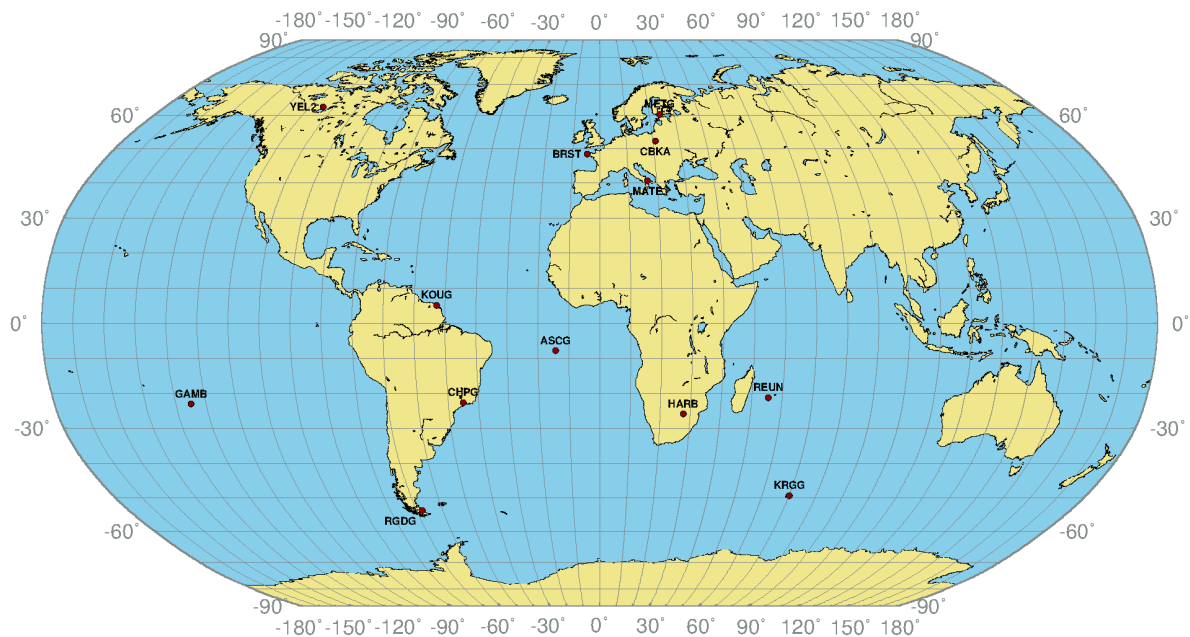 -180° -150° -120° -90° -60° -30° 0° 30° 60° 90° 120° 150° 180°
90° 90°
YEL2 METG
60° 60°
BRST CBKA
MATE
30° 30°
KOUG
0° 0°
ASCG
GAMB CHPG HARB REUN
-30° -30°
KRGG
RGDG
-60° -60°
-90° -90°
-180° -150° -120° -90° -60° -30° 0° 30° 60° 90° 120° 150° 180°